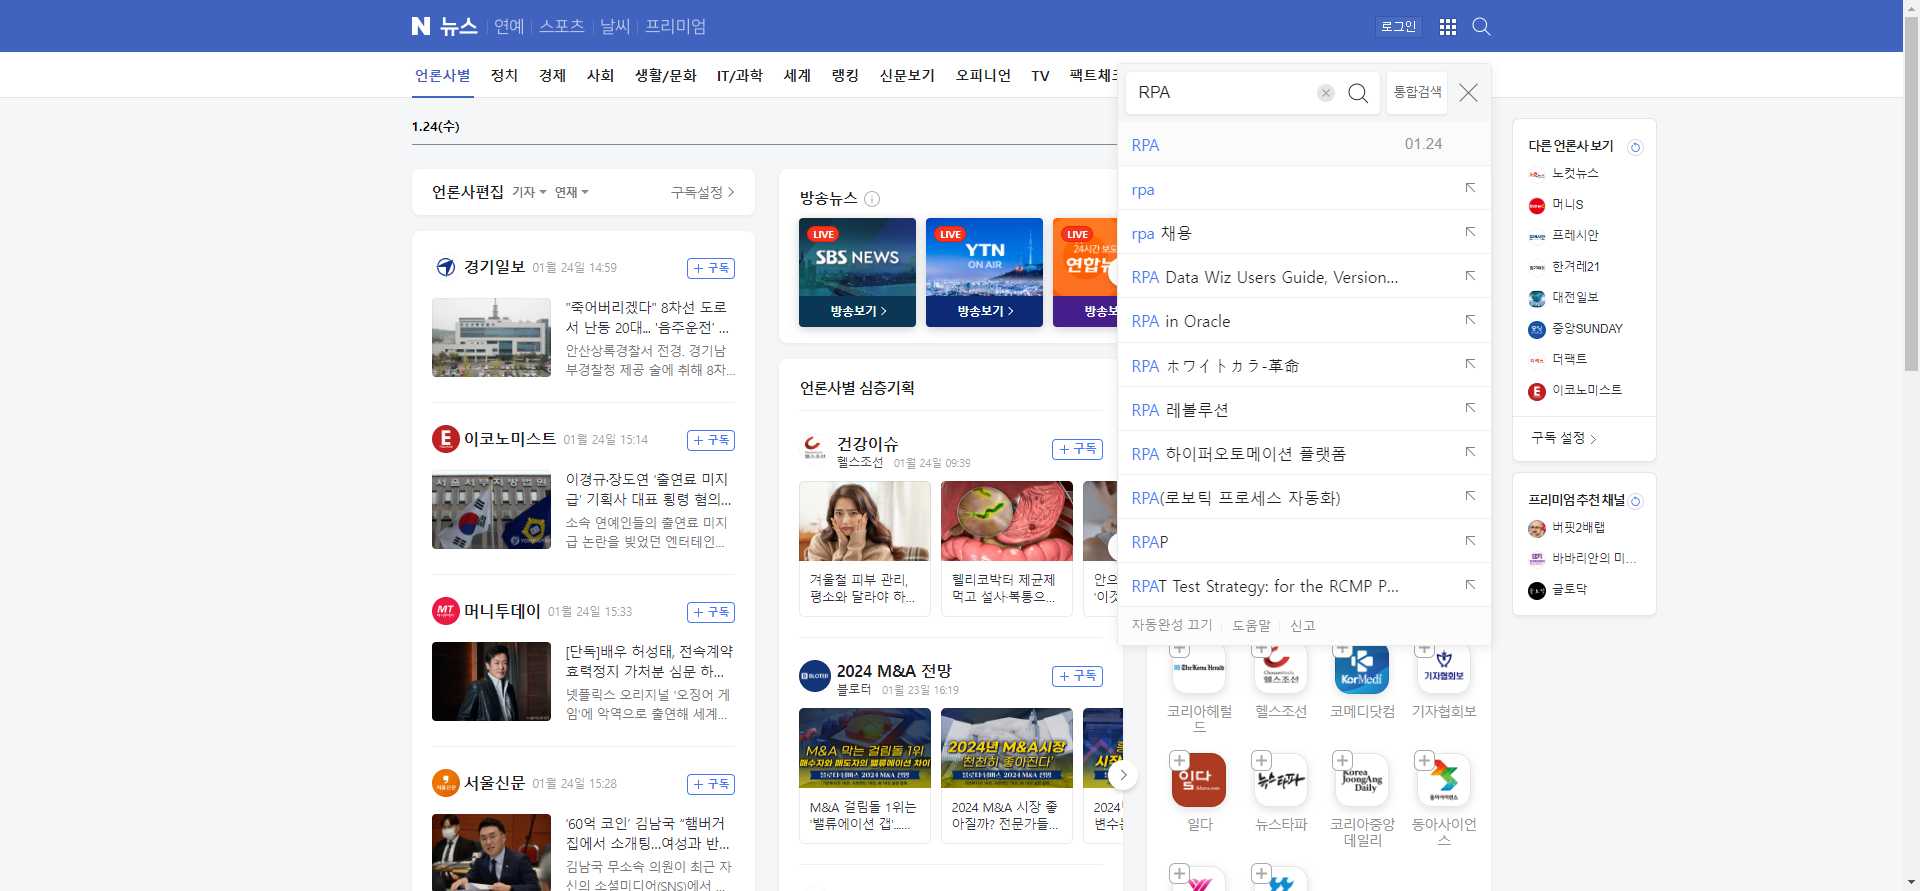 N 뉴스 연예 스포츠 날씨 프리미엄
로그인
언론사별 정치 경제 사회 생활/문화 IT/과학 세계 랭킹 신문보기 오피니언 TV 팩트체크
1.24(수)
언론사편집 기자 연재 구독설정
경기일보 01월 24일 14:59 + 구독
"죽어버리겠다" 8차선 도로
서 난동 20대... '음주운전' ...
안산상록경찰서 전경. 경기남
부경찰청 제공 술에 취해 8차...
이코노미스트 01월 24일 15:14 + 구독
이경규·장도연 '출연료 미지
급' 기획사 대표 횡령 혐의...
소속 연예인들의 출연료 미지
급 논란을 빚었던 엔터테인...
MT
머니투데이 01월 24일 15:33 + 구독
[단독]배우 허성태, 전속계약
효력정지 가처분 심문 하...
넷플릭스 오리지널 '오징어 게
임'에 악역으로 출연해 세계...
서울신문 01월 24일 15:28 + 구독
'60억 코인' 김남국 "햄버거
집에서 소개팅...여성과 반...
김남국 무소속 의원이 최근 자
신의 소셜미디어(SNS)에서 ...
방송뉴스
LIVE
SBS NEWS
방송보기
LIVE
YTN
ON AIR
방송보기
LIVE
24시간 보도
연합뉴
방송보
언론사별 심층기획
건강이슈
헬스조선 01월 24일 09:39
+ 구독
겨울철 피부 관리,
평소와 달라야 하...
헬리코박터 제균제
먹고 설사·복통으...
안으
'이것
BLOTER
2024 M&A 전망
블로터 01월 23일 16:19
+ 구독
M&A 막는 걸림돌 1위
매수자와 매도자의 밸류에이션 차이
M&A 걸림돌 1위는
'밸류에이션 갭'......
2024년 M&A시장
'천천히 좋아진다'
2024 M&A 시장 좋
아질까? 전문가들...
시장
2024
변수는
RPA
통합검색
RPA 01.24
rpa
rpa 채용
RPA Data Wiz Users Guide, Version...
RPA in Oracle
RPA ホワイトカラ-革命
RPA 레볼루션
RPA 하이퍼오토메이션 플랫폼
RPA(로보틱 프로세스 자동화)
RPAP
RPAT Test Strategy: for the RCMP P...
자동완성 끄기 도움말 신고
The Korea Herald
코리아헤럴
드
헬스조선
헬스조선
KorMedi
코메디닷컴
기자협회보
기자협회보
일다
일다
뉴스타파
뉴스타파
Korea
JoongAng
Daily
코리아중앙
데일리
동아사이언스
동아사이언
스
다른 언론사 보기
노컷뉴스
머니S
프레시안
한겨레21
대전일보
중앙SUNDAY
더팩트
이코노미스트
구독 설정
프리미엄 추천 채널
버핏2배랩
바바리안의 미...
글토닥